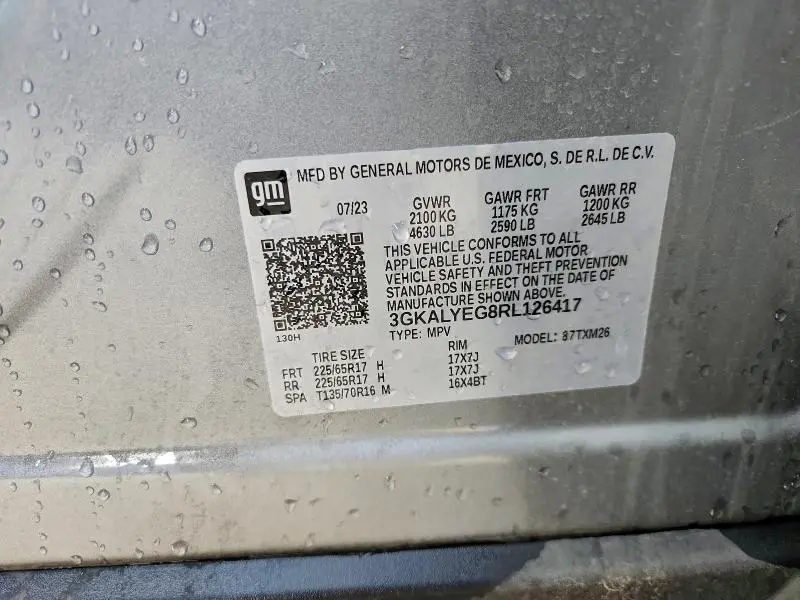 gm
MFD BY GENERAL MOTORS DE MEXICO, S. DE R.L. DE C.V.
07/23 GVWR GAWR FRT GAWR RR
2100 KG 1175 KG 1200 KG
4630 LB 2590 LB 2645 LB
THIS VEHICLE CONFORMS TO ALL
APPLICABLE U.S. FEDERAL MOTOR
VEHICLE SAFETY AND THEFT PREVENTION
STANDARDS IN EFFECT ON THE DATE OF
MANUFACTURE SHOWN ABOVE.
3GKALYEG8RL126417
130H
TYPE: MPV MODEL: 87TXM26
TIRE SIZE RIM
FRT 225/65R17 H 17X7J
RR 225/65R17 H 17X7J
SPA T135/70R16 M 16X4BT